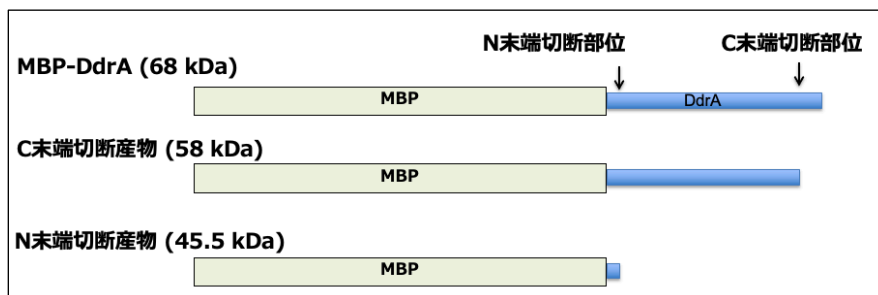 N末端切断部位 C末端切断部位
MBP-DdrA (68 kDa)
MBP DdrA
C末端切断産物 (58 kDa)
MBP
N末端切断産物 (45.5 kDa)
MBP